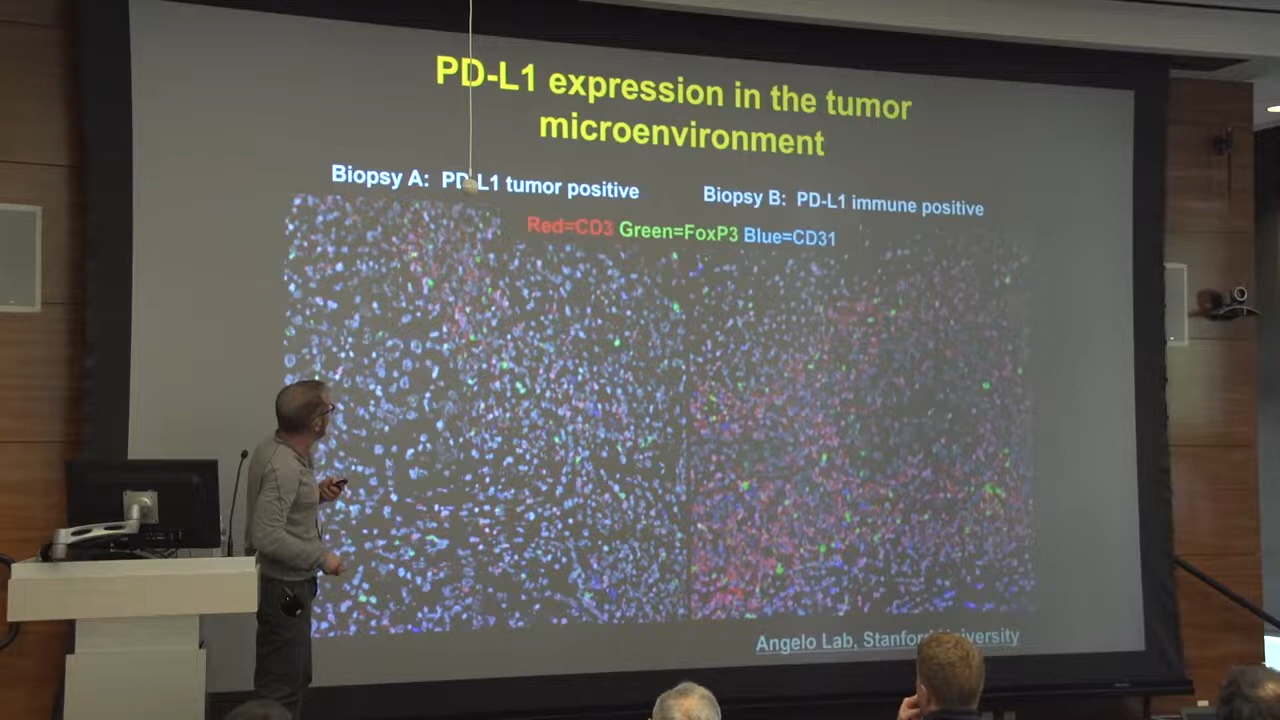 PD-L1 expression in the tumor
microenvironment
Biopsy A: PD-L1 tumor positive
Biopsy B: PD-L1 immune positive
Red=CD3 Green=FoxP3 Blue=CD31
Angelo Lab, Stanford University